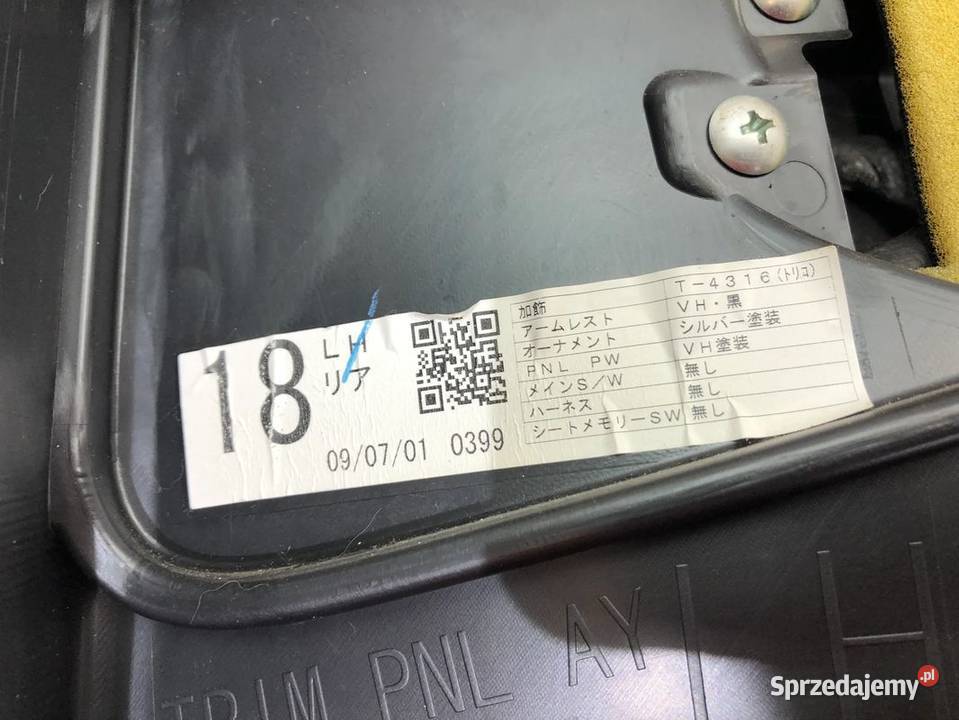 18
LH
リア
09/07/01 0399
加飾 T-4316(トリコ)
アームレスト VH・黒
オーナメント シルバー塗装
PNL PW VH塗装
メインS/W 無し
ハーネス 無し
シートメモリーSW 無し
TRIM PNL AY
Sprzedajemy.pl